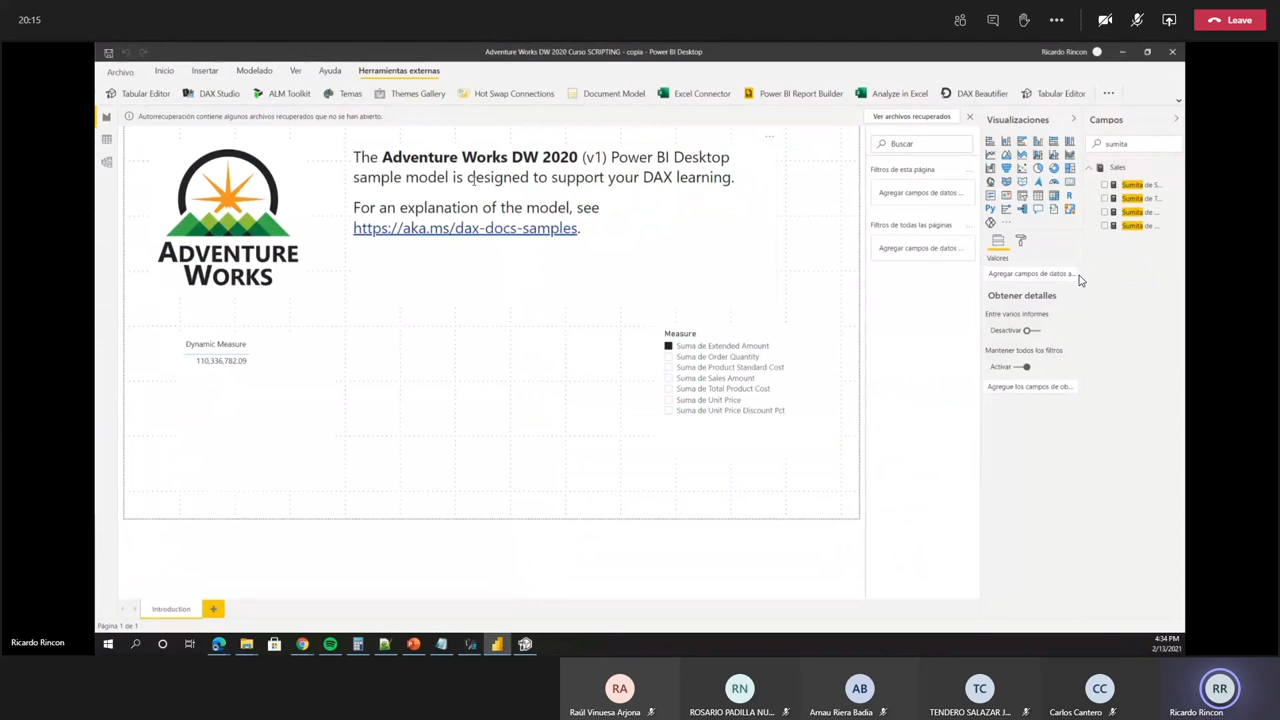 20:15
Leave
Adventure Works DW 2020 Curso SCRIPTING - copia - Power BI Desktop
Ricardo Rincon
Archivo
Inicio
Insertar
Modelado
Ver
Ayuda
Herramientas externas
Tabular Editor
DAX Studio
ALM Toolkit
Temas
Themes Gallery
Hot Swap Connections
Document Model
Excel Connector
Power BI Report Builder
Analyze in Excel
DAX Beautifier
Tabular Editor
Autorrecuperación contiene algunos archivos recuperados que no se han abierto.
Ver archivos recuperados
ADVENTURE
WORKS
The Adventure Works DW 2020 (v1) Power BI Desktop
sample model is designed to support your DAX learning.
For an explanation of the model, see
https://aka.ms/dax-docs-samples.
Dynamic Measure
110,336,782.09
Measure
Suma de Extended Amount
Suma de Order Quantity
Suma de Product Standard Cost
Suma de Sales Amount
Suma de Total Product Cost
Suma de Unit Price
Suma de Unit Price Discount Pct
Buscar
Filtros de esta página
Agregar campos de datos ...
Filtros de todas las páginas
Agregar campos de datos ...
Visualizaciones
R
Py
Valores
Agregar campos de datos a...
Obtener detalles
Entre varios informes
Desactivar
Mantener todos los filtros
Activar
Agregue los campos de ob...
Campos
sumita
Sales
Sumita de S...
Sumita de T...
Sumita de ...
Sumita de ...
Introduction
Página 1 de 1
Ricardo Rincon
4:34 PM
2/13/2021
RA
Raúl Vinuesa Arjona
RN
ROSARIO PADILLA NU...
AB
Arnau Riera Badia
TC
TENDERO SALAZAR J...
CC
Carlos Cantero
RR
Ricardo Rincon